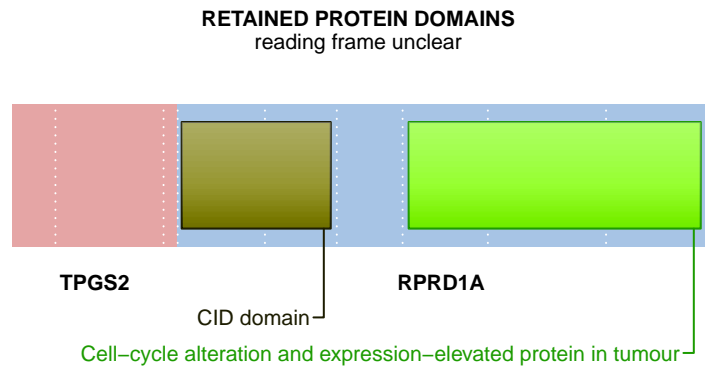 RETAINED PROTEIN DOMAINS
reading frame unclear
TPGS2 RPRD1A
CID domain
Cell−cycle alteration and expression−elevated protein in tumour